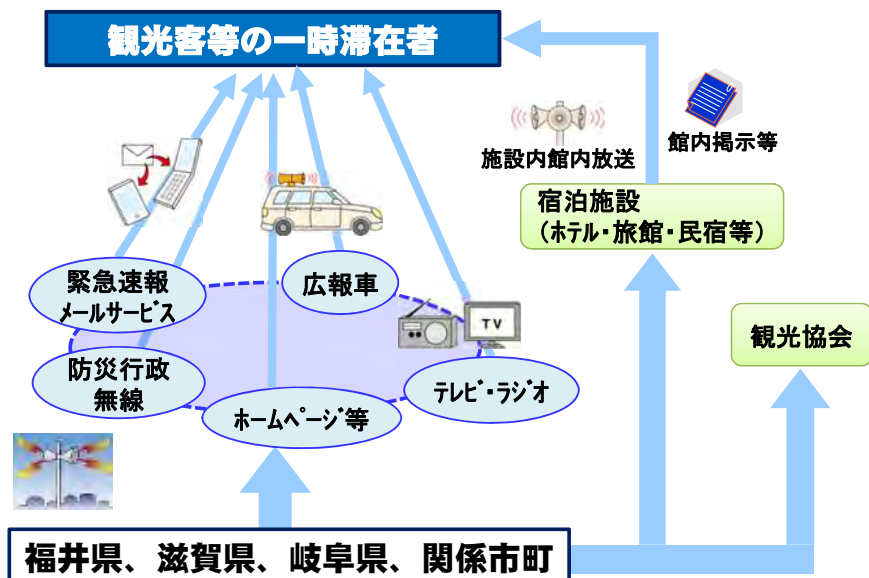 観光客等の一時滞在者
施設内館内放送
館内掲示等
宿泊施設
（ホテル・旅館・民宿等）
緊急速報
メールサービス
広報車
TV
観光協会
防災行政
無線
ホームページ等
テレビ・ラジオ
福井県、滋賀県、岐阜県、関係市町